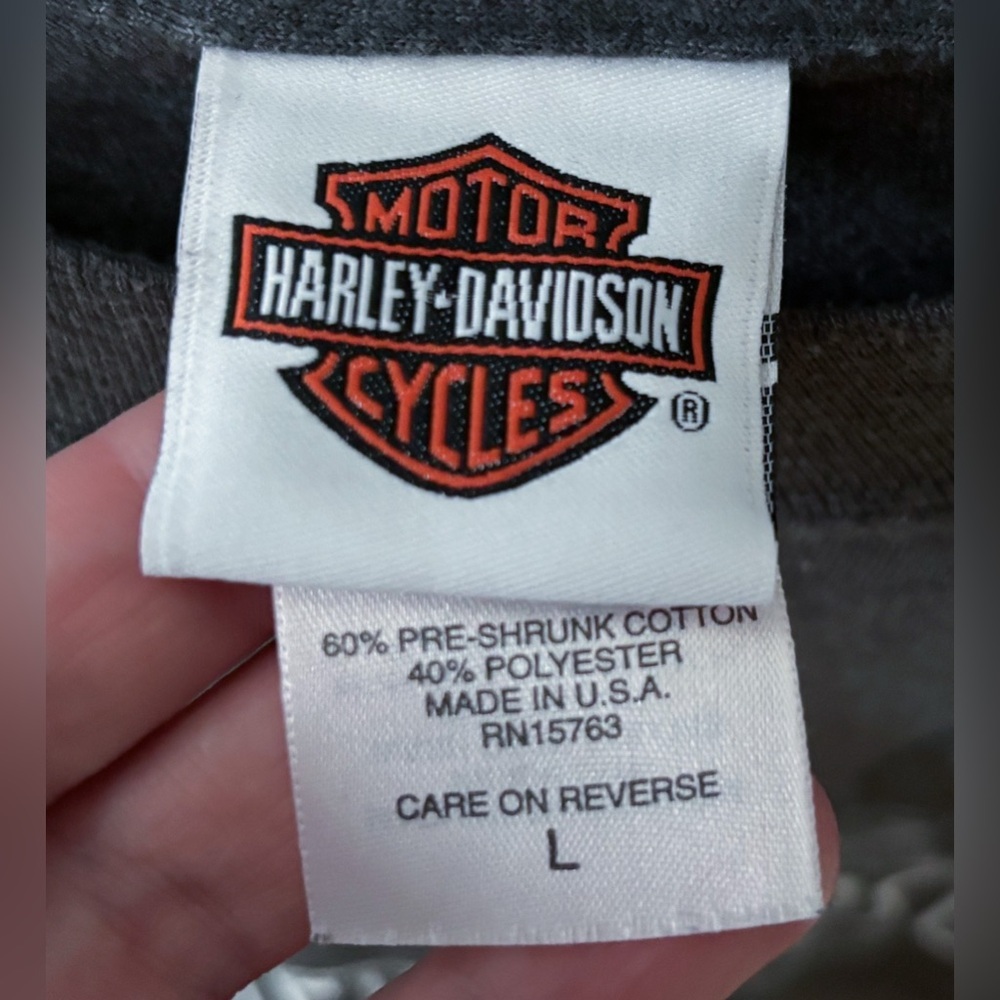 MOTOR
HARLEY-DAVIDSON
CYCLES
®
60% PRE-SHRUNK COTTON
40% POLYESTER
MADE IN U.S.A.
RN15763
CARE ON REVERSE
L